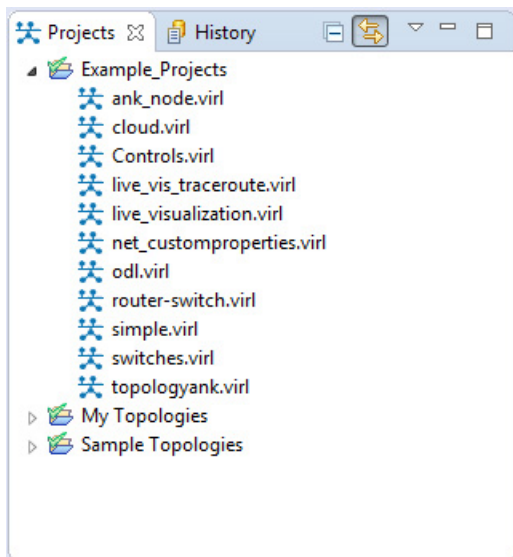 Projects History
Example_Projects
ank_node.virl
cloud.virl
Controls.virl
live_vis_traceroute.virl
live_visualization.virl
net_customproperties.virl
odl.virl
router-switch.virl
simple.virl
switches.virl
topologyank.virl
My Topologies
Sample Topologies